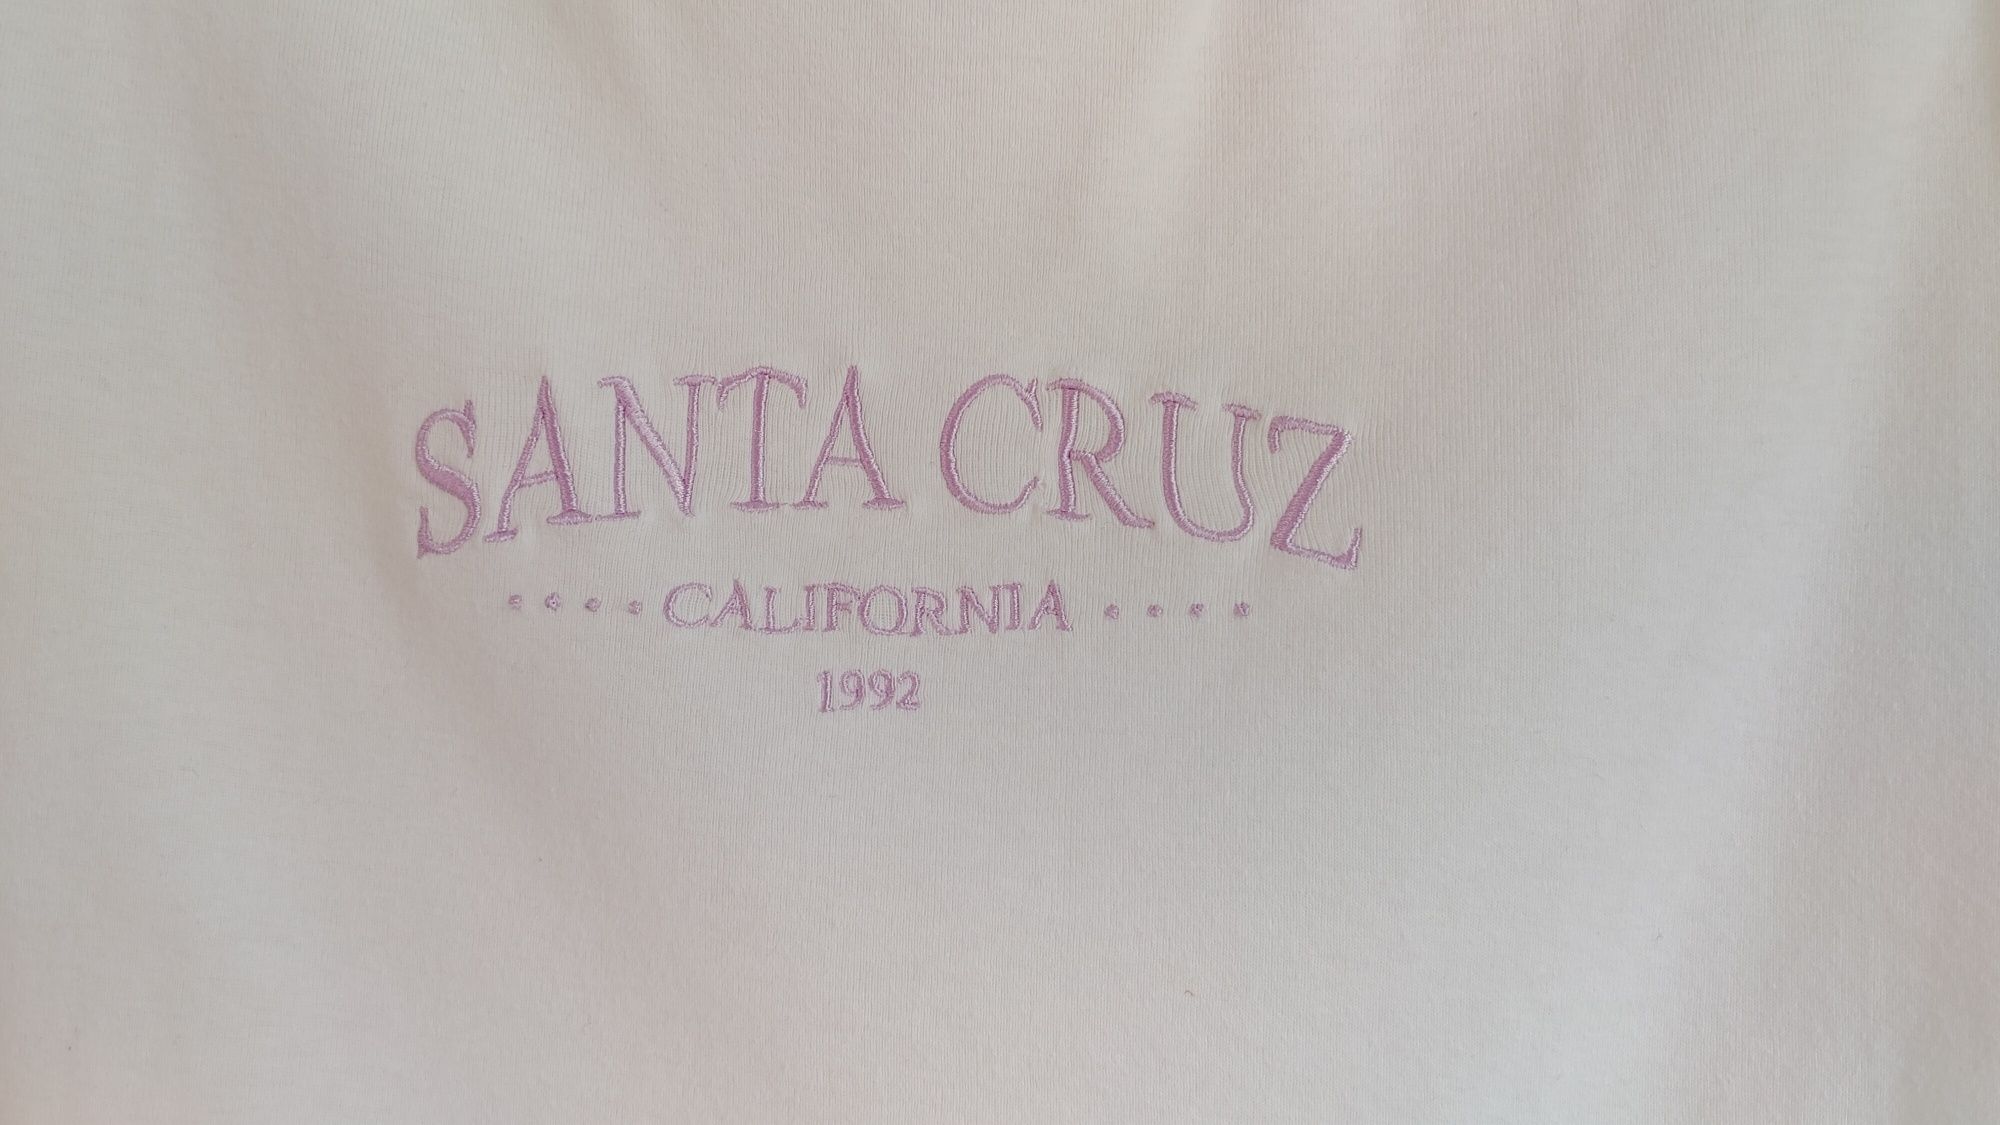 SANTA CRUZ
•••• CALIFORNIA ••••
1992